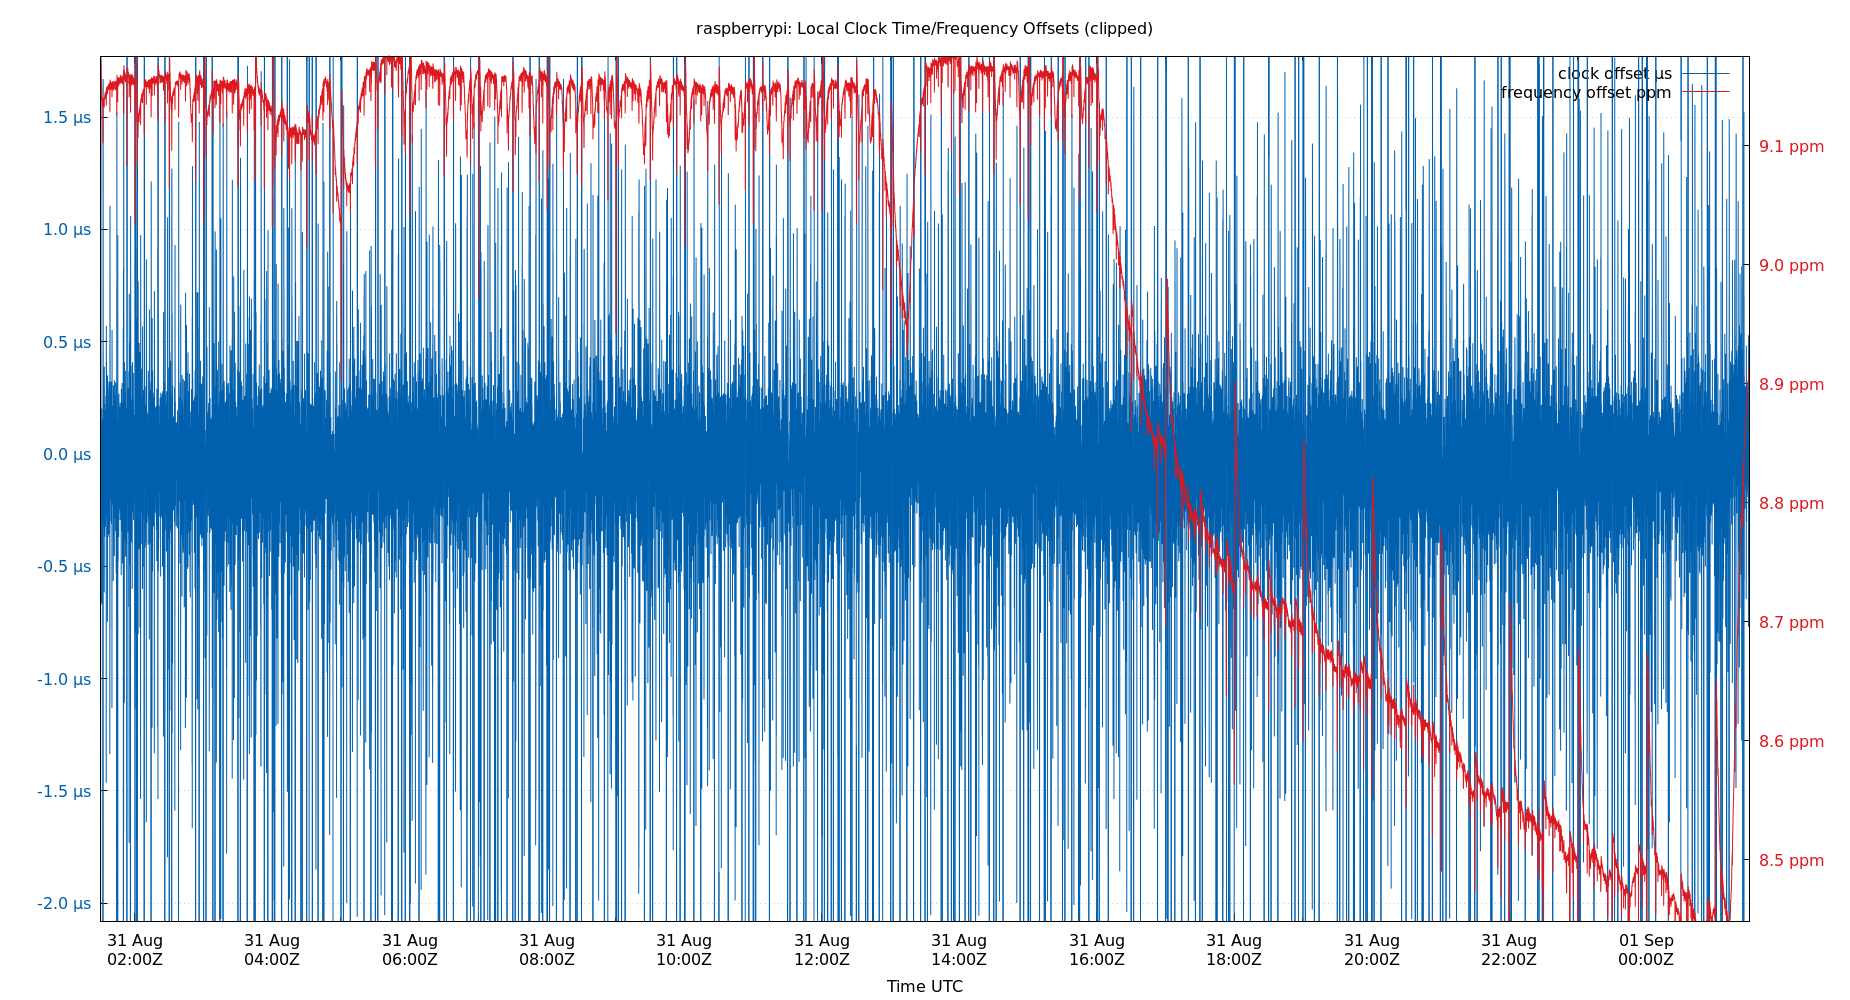 raspberrypi: Local Clock Time/Frequency Offsets (clipped)
clock offset µs
frequency offset ppm
1.5 µs
1.0 µs
0.5 µs
0.0 µs
-0.5 µs
-1.0 µs
-1.5 µs
-2.0 µs
9.1 ppm
9.0 ppm
8.9 ppm
8.8 ppm
8.7 ppm
8.6 ppm
8.5 ppm
31 Aug 31 Aug 31 Aug 31 Aug 31 Aug 31 Aug 31 Aug 31 Aug 31 Aug 31 Aug 31 Aug 01 Sep
02:00Z 04:00Z 06:00Z 08:00Z 10:00Z 12:00Z 14:00Z 16:00Z 18:00Z 20:00Z 22:00Z 00:00Z
Time UTC